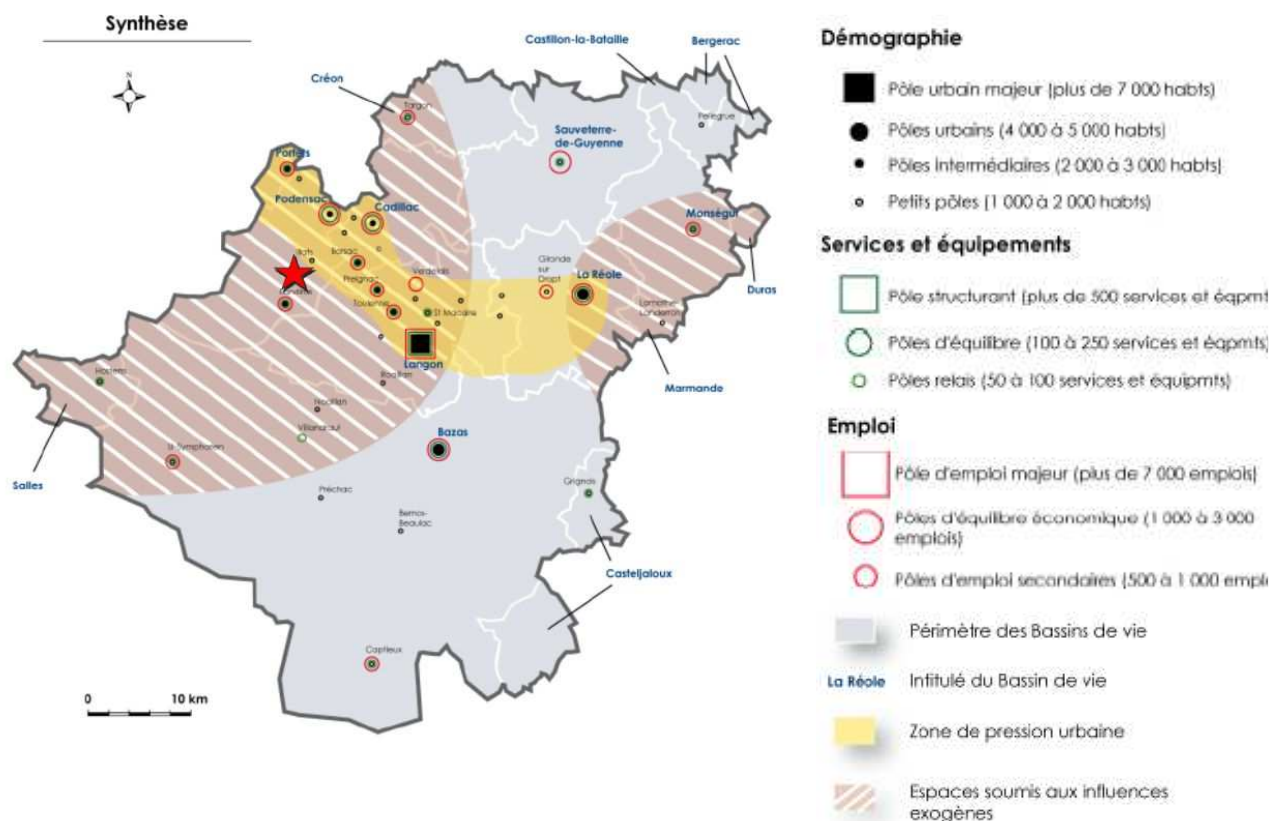 Synthèse
N
Castillon-la-Bataille
Bergerac
Créon
Targon
Pellegrue
Sauveterre-
de-Guyenne
Portets
Podensac
Cadillac
Monségur
Barsac
Verdelais
Gironde
sur
Dropt
La Réole
Duras
Preignac
Landiras
Toulenne
St Macaire
Lamothe-
Landerron
Langon
Marmande
Hostens
Roaillan
Noaillan
Villandraut
Bazas
St-Symphorien
Salles
Préchac
Grignols
Bernos-
Beaulac
Casteljaloux
Captieux
0 10 km
Démographie
Pôle urbain majeur (plus de 7 000 habts)
Pôles urbains (4 000 à 5 000 habts)
Pôles intermédiaires (2 000 à 3 000 habts)
Petits pôles (1 000 à 2 000 habts)
Services et équipements
Pôle structurant (plus de 500 services et éqpmt
Pôles d'équilibre (100 à 250 services et éqpmts)
Pôles relais (50 à 100 services et équipmts)
Emploi
Pôle d'emploi majeur (plus de 7 000 emplois)
Pôles d'équilibre économique (1 000 à 3 000
emplois)
Pôles d'emploi secondaires (500 à 1 000 emplo
Périmètre des Bassins de vie
La Réole Intitulé du Bassin de vie
Zone de pression urbaine
Espaces soumis aux influences
exogènes